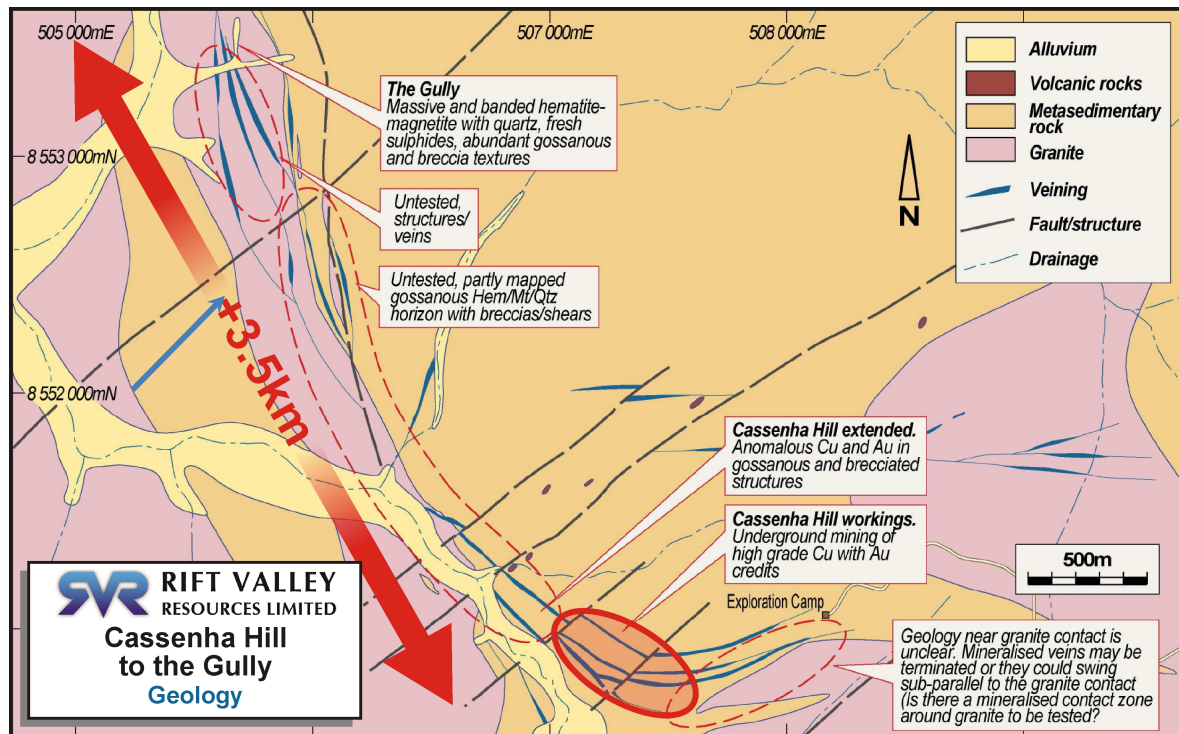 505 000mE
507 000mE
508 000mE
8 553 000mN
8 552 000mN
The Gully
Massive and banded hematite-
magnetite with quartz, fresh
sulphides, abundant gossanous
and breccia textures
Untested,
structures/
veins
Untested, partly mapped
gossanous Hem/Mt/Qtz
horizon with breccias/shears
+3.5km
Cassenha Hill extended.
Anomalous Cu and Au in
gossanous and brecciated
structures
Cassenha Hill workings.
Underground mining of
high grade Cu with Au
credits
Exploration Camp
Geology near granite contact is
unclear. Mineralised veins may be
terminated or they could swing
sub-parallel to the granite contact
(Is there a mineralised contact zone
around granite to be tested?
N
Alluvium
Volcanic rocks
Metasedimentary
rock
Granite
Veining
Fault/structure
Drainage
500m
RVR
RIFT VALLEY
RESOURCES LIMITED
Cassenha Hill
to the Gully
Geology